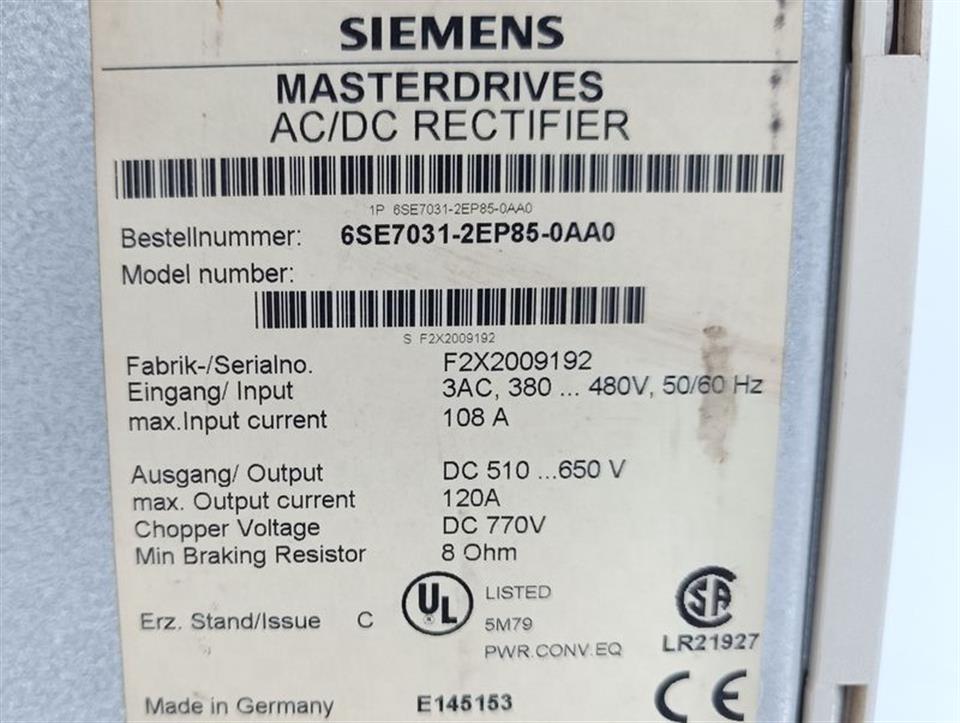 SIEMENS
MASTERDRIVES
AC/DC RECTIFIER
1P 6SE7031-2EP85-0AA0
Bestellnummer: 6SE7031-2EP85-0AA0
Model number:
S F2X2009192
Fabrik-/Serialno. F2X2009192
Eingang/ Input 3AC, 380 ... 480V, 50/60 Hz
max.Input current 108 A
Ausgang/ Output DC 510 ...650 V
max. Output current 120A
Chopper Voltage DC 770V
Min Braking Resistor 8 Ohm
Erz. Stand/Issue C
UL LISTED
5M79
PWR.CONV.EQ
SA
LR21927
Made in Germany E145153 CE